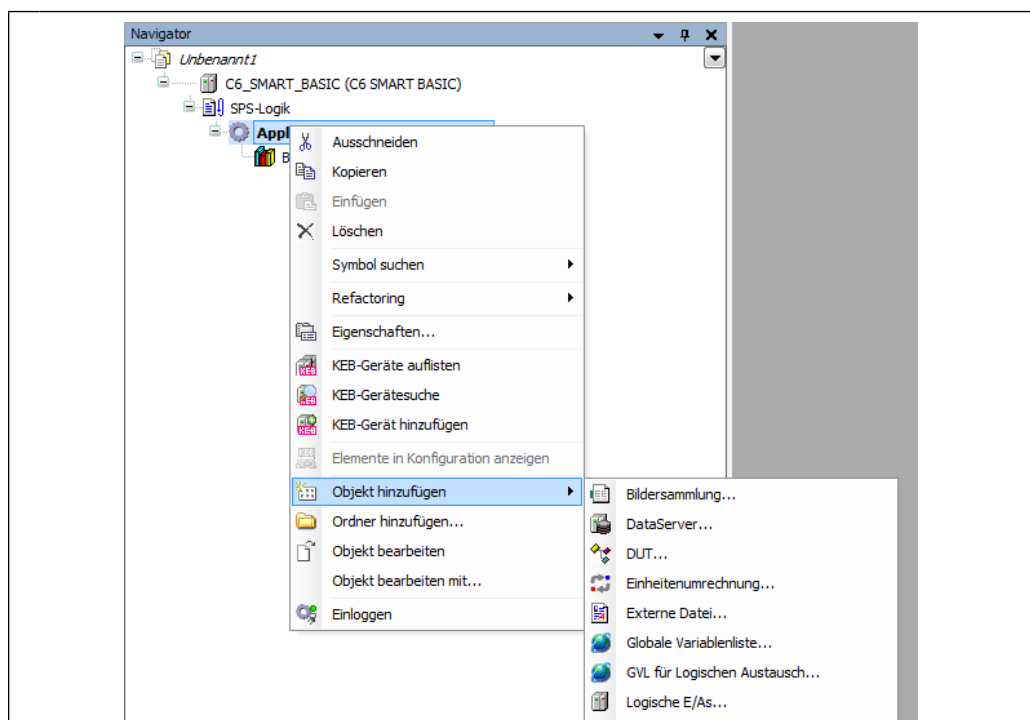 Navigator
Unbenannt1
C6_SMART_BASIC (C6 SMART BASIC)
SPS-Logik
Appl
B
Ausschneiden
Kopieren
Einfügen
Löschen
Symbol suchen
Refactoring
Eigenschaften...
KEB-Geräte auflisten
KEB-Gerätesuche
KEB-Gerät hinzufügen
Elemente in Konfiguration anzeigen
Objekt hinzufügen
Ordner hinzufügen...
Objekt bearbeiten
Objekt bearbeiten mit...
Einloggen
Bildersammlung...
DataServer...
DUT...
Einheitenumrechnung...
Externe Datei...
Globale Variablenliste...
GVL für Logischen Austausch...
Logische E/As...